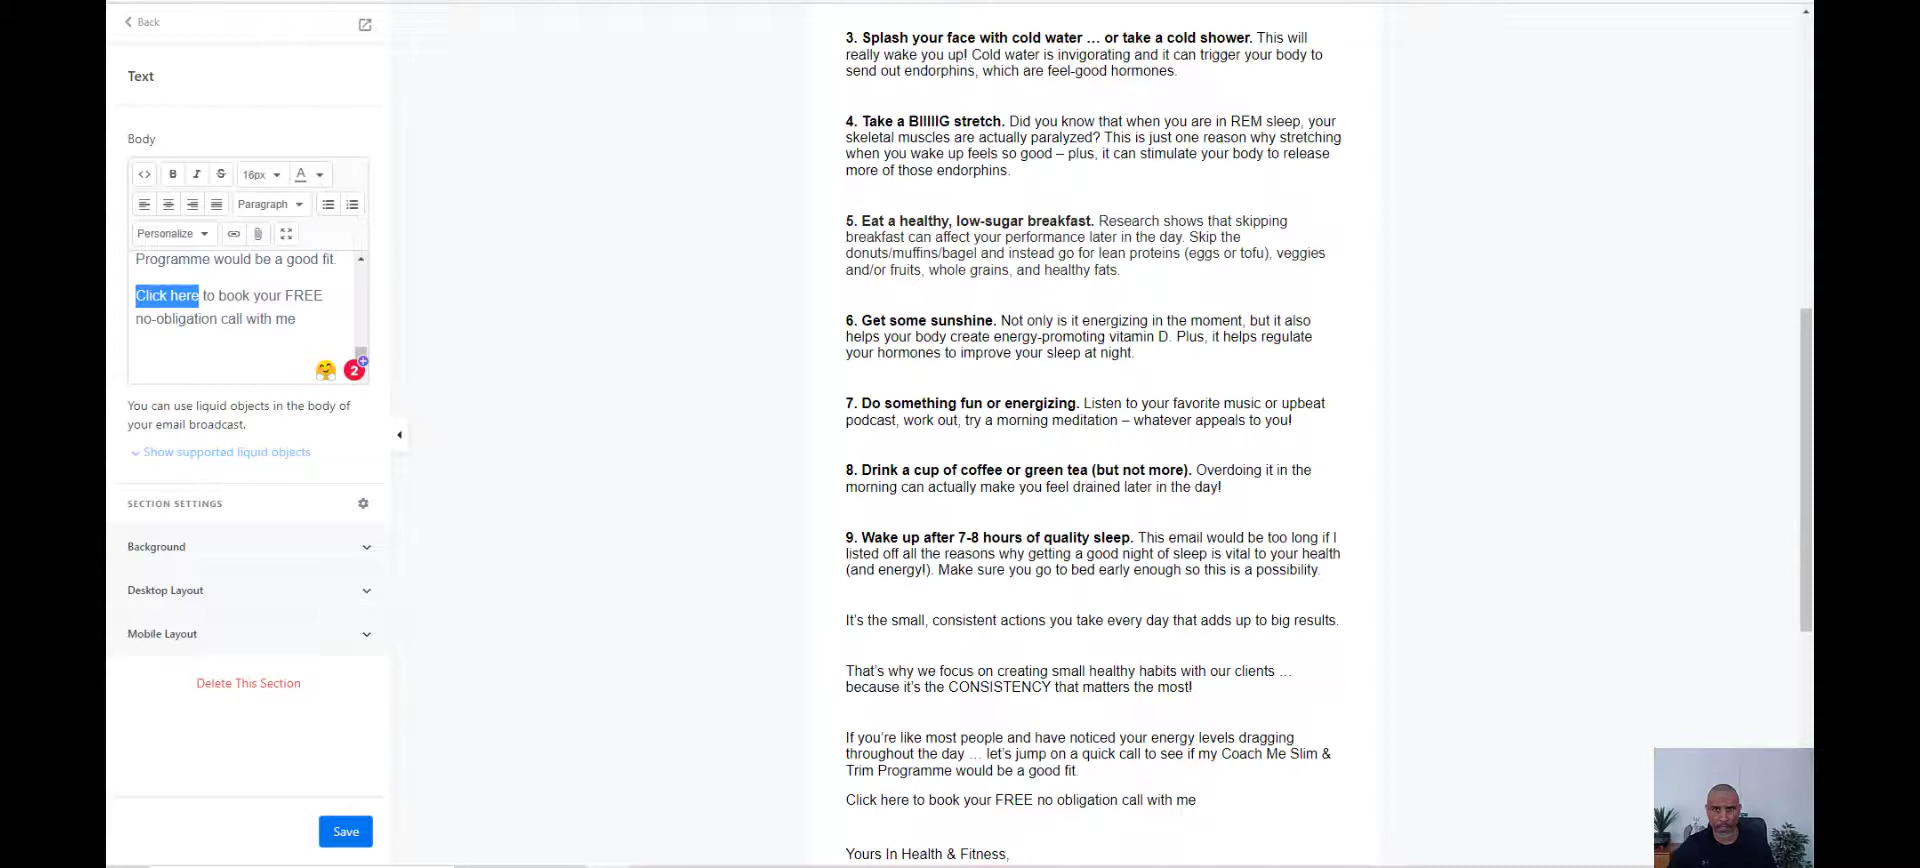 Back
Text
Body
B I S 16px A
Paragraph
Personalize
Programme would be a good fit.
Click here to book your FREE
no-obligation call with me
2
You can use liquid objects in the body of
your email broadcast.
Show supported liquid objects
SECTION SETTINGS
Background
Desktop Layout
Mobile Layout
Delete This Section
Save
3. Splash your face with cold water … or take a cold shower. This will
really wake you up! Cold water is invigorating and it can trigger your body to
send out endorphins, which are feel-good hormones.
4. Take a BIIIIIG stretch. Did you know that when you are in REM sleep, your
skeletal muscles are actually paralyzed? This is just one reason why stretching
when you wake up feels so good – plus, it can stimulate your body to release
more of those endorphins.
5. Eat a healthy, low-sugar breakfast. Research shows that skipping
breakfast can affect your performance later in the day. Skip the
donuts/muffins/bagel and instead go for lean proteins (eggs or tofu), veggies
and/or fruits, whole grains, and healthy fats.
6. Get some sunshine. Not only is it energizing in the moment, but it also
helps your body create energy-promoting vitamin D. Plus, it helps regulate
your hormones to improve your sleep at night.
7. Do something fun or energizing. Listen to your favorite music or upbeat
podcast, work out, try a morning meditation – whatever appeals to you!
8. Drink a cup of coffee or green tea (but not more). Overdoing it in the
morning can actually make you feel drained later in the day!
9. Wake up after 7-8 hours of quality sleep. This email would be too long if I
listed off all the reasons why getting a good night of sleep is vital to your health
(and energy!). Make sure you go to bed early enough so this is a possibility.
It's the small, consistent actions you take every day that adds up to big results.
That's why we focus on creating small healthy habits with our clients …
because it's the CONSISTENCY that matters the most!
If you're like most people and have noticed your energy levels dragging
throughout the day … let's jump on a quick call to see if my Coach Me Slim &
Trim Programme would be a good fit.
Click here to book your FREE no obligation call with me
Yours In Health & Fitness,